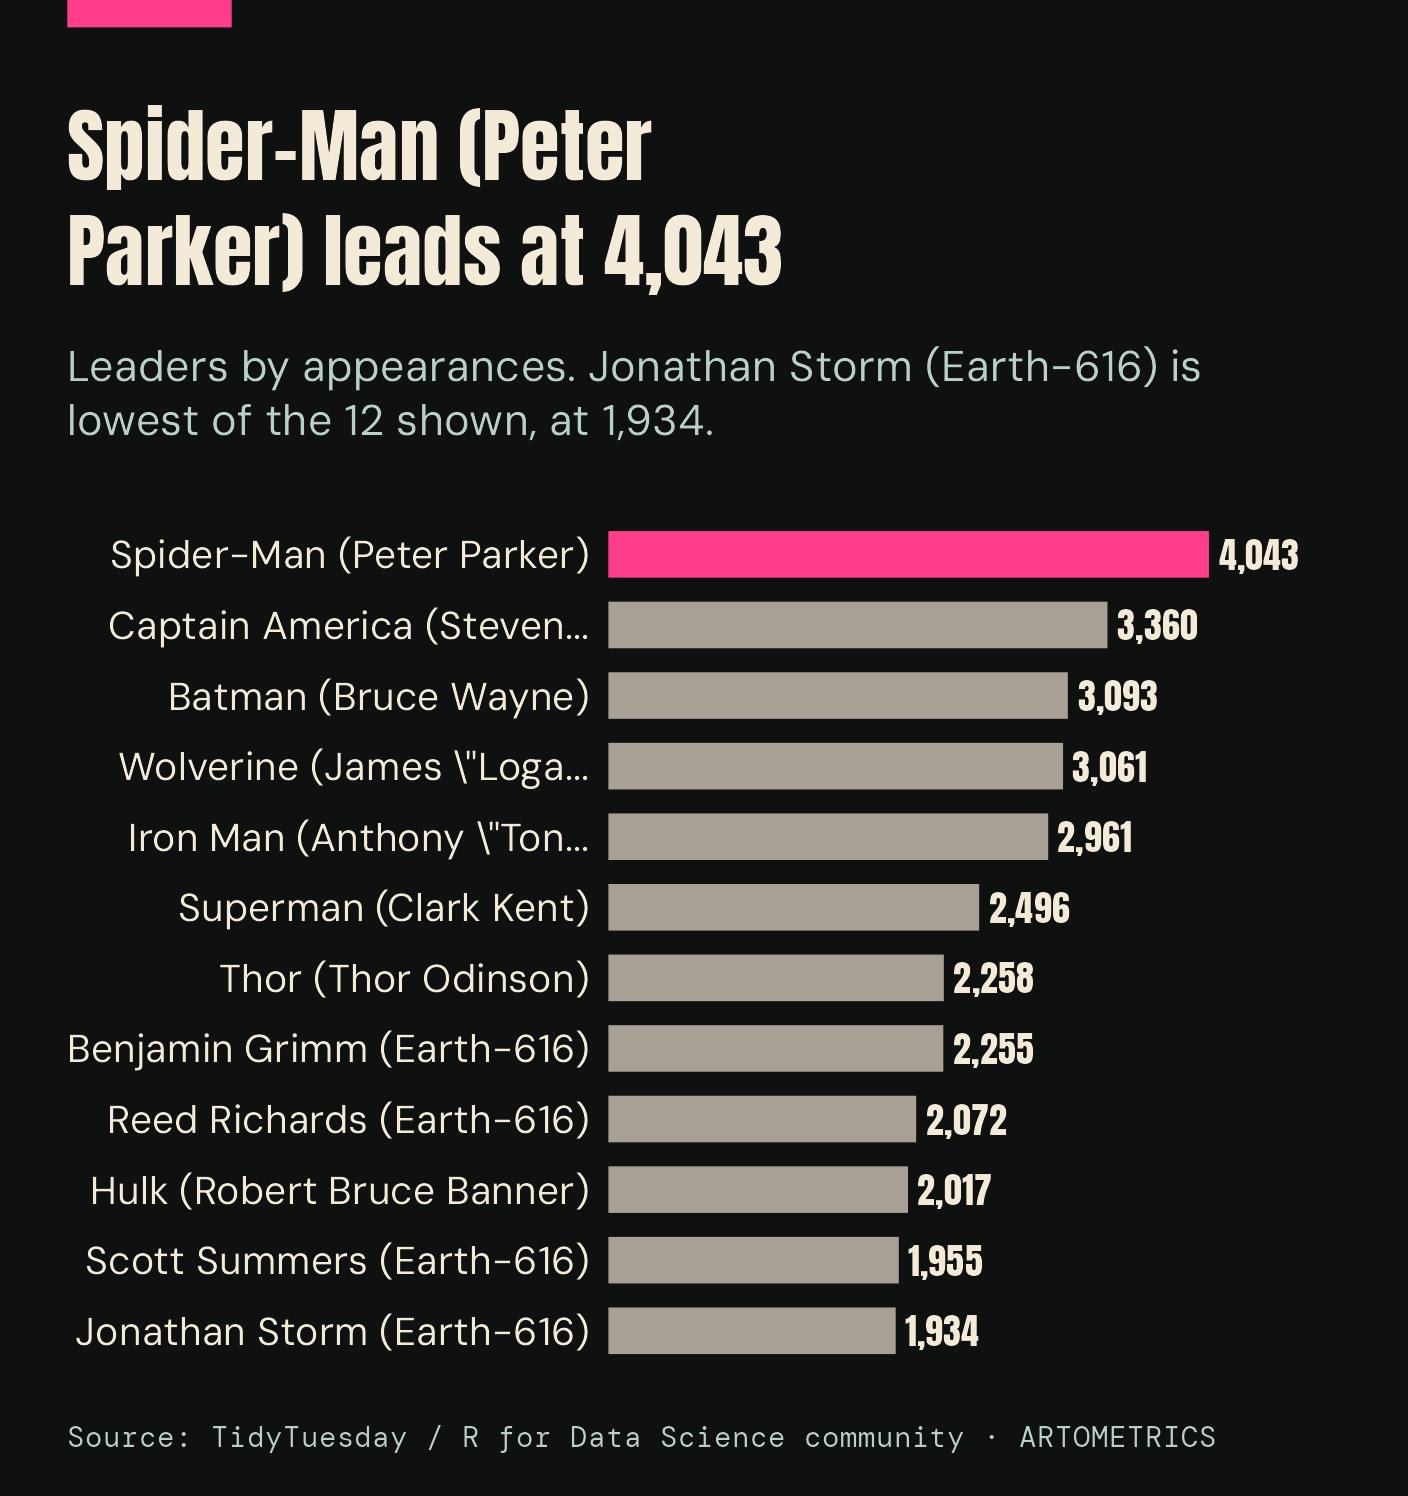 Spider-Man (Peter
Parker) leads at 4,043
Leaders by appearances. Jonathan Storm (Earth-616) is
lowest of the 12 shown, at 1,934.
Spider-Man (Peter Parker) 4,043
Captain America (Steven... 3,360
Batman (Bruce Wayne) 3,093
Wolverine (James \"Loga... 3,061
Iron Man (Anthony \"Ton... 2,961
Superman (Clark Kent) 2,496
Thor (Thor Odinson) 2,258
Benjamin Grimm (Earth-616) 2,255
Reed Richards (Earth-616) 2,072
Hulk (Robert Bruce Banner) 2,017
Scott Summers (Earth-616) 1,955
Jonathan Storm (Earth-616) 1,934
Source: TidyTuesday / R for Data Science community · ARTOMETRICS